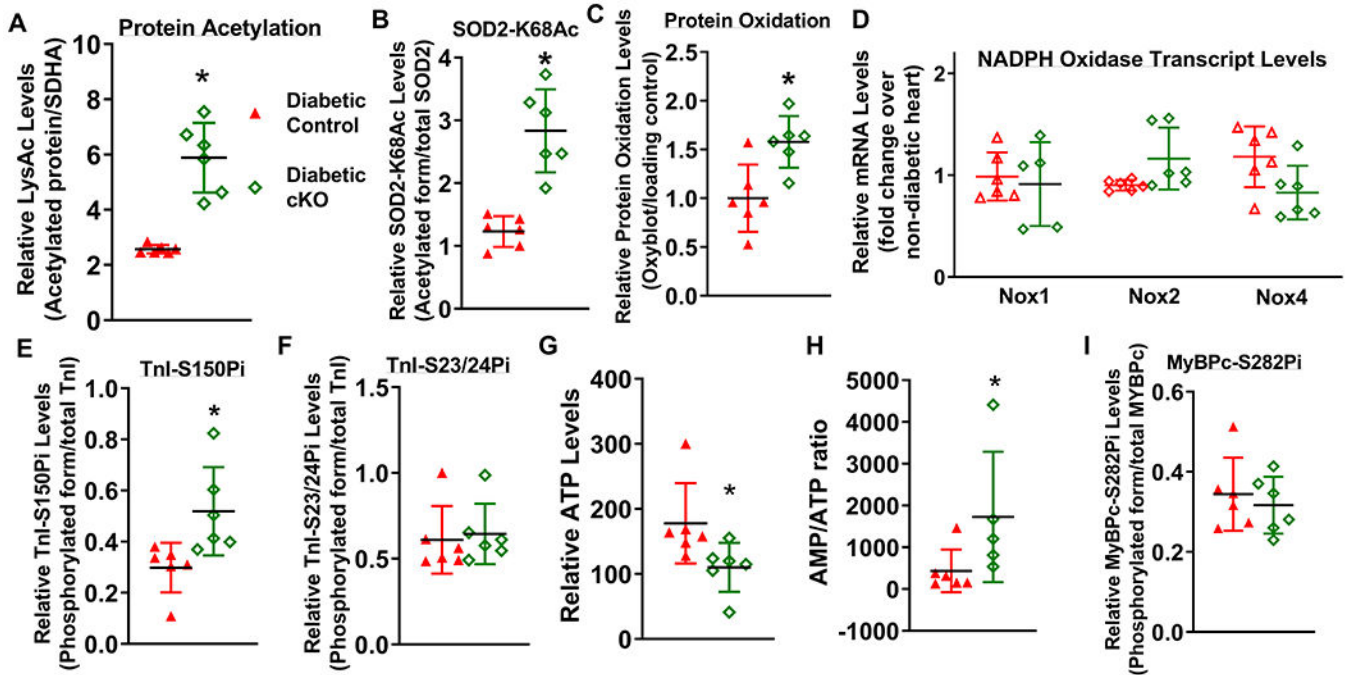 A
Protein Acetylation
Relative LysAc Levels
(Acetylated protein/SDHA)
10
8
6
4
2
0
*
Diabetic
Control
Diabetic
cKO
B
SOD2-K68Ac
Relative SOD2-K68Ac Levels
(Acetylated form/total SOD2)
4
3
2
1
0
*
C
Protein Oxidation
Relative Protein Oxidation Levels
(Oxyblot/loading control)
2.5
2.0
1.5
1.0
0.5
0.0
*
D
NADPH Oxidase Transcript Levels
Relative mRNA Levels
(fold change over
non-diabetic heart)
2
1
0
Nox1
Nox2
Nox4
E
TnI-S150Pi
Relative TnI-S150Pi Levels
(Phosphorylated form/total TnI)
1.0
0.8
0.6
0.4
0.2
0.0
*
F
TnI-S23/24Pi
Relative TnI-S23/24Pi Levels
(Phosphorylated form/total TnI)
1.5
1.0
0.5
0.0
G
Relative ATP Levels
400
300
200
100
0
*
H
AMP/ATP ratio
5000
4000
3000
2000
1000
0
-1000
*
I
MyBPc-S282Pi
Relative MyBPc-S282Pi Levels
(Phosphorylated form/total MYBPc)
0.6
0.4
0.2
0.0